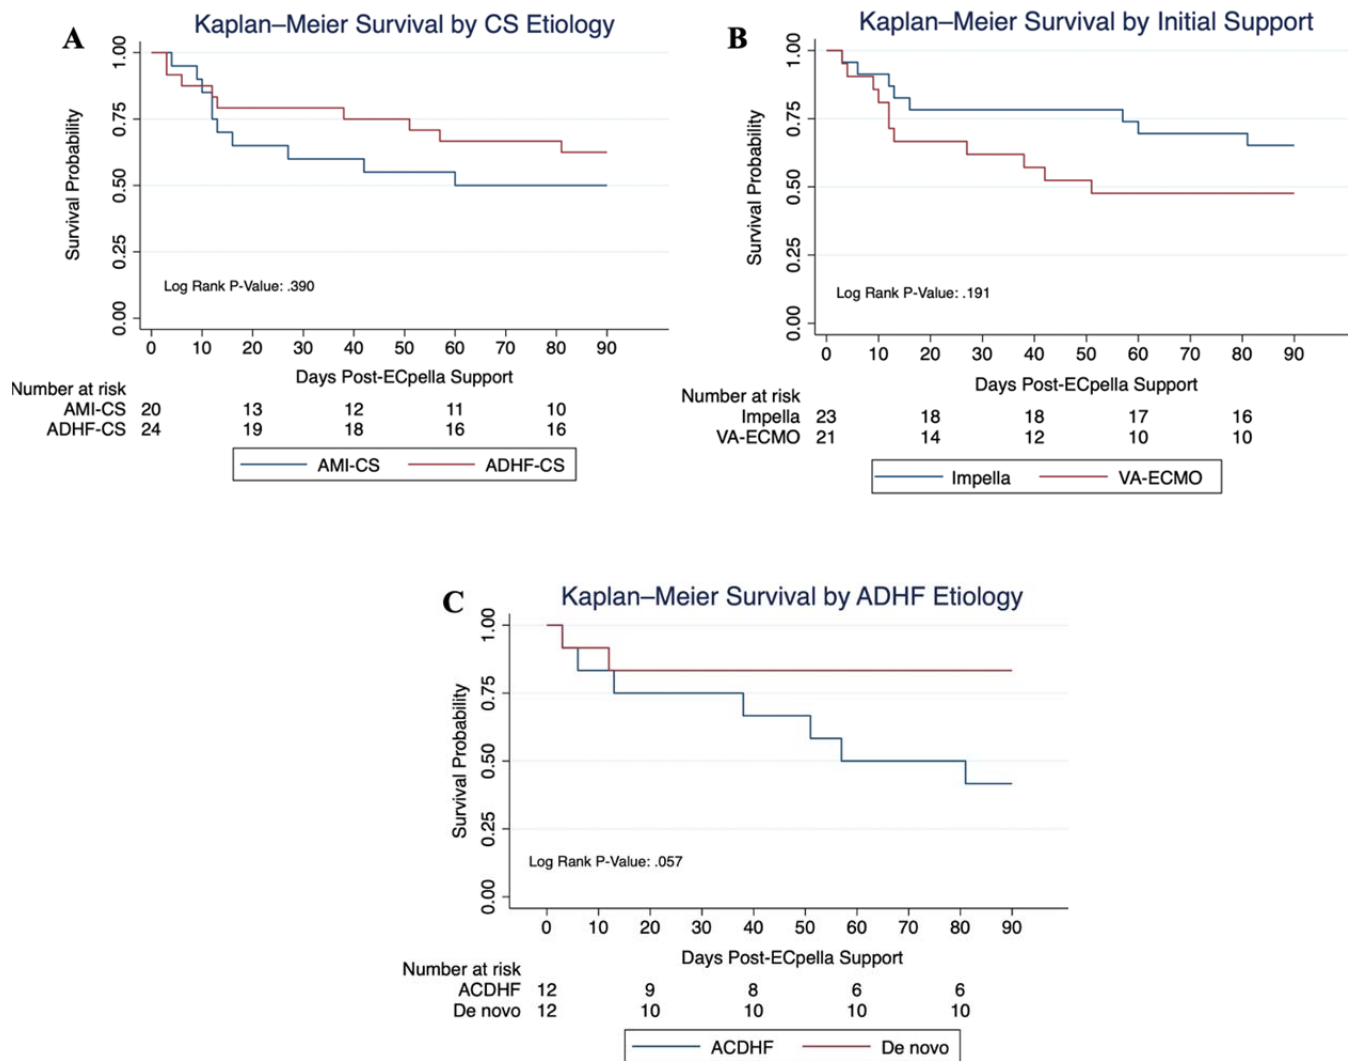 A
Kaplan–Meier Survival by CS Etiology
Survival Probability
1.00
0.75
0.50
0.25
0.00
Log Rank P-Value: .390
0 10 20 30 40 50 60 70 80 90
Days Post-ECpella Support
Number at risk
AMI-CS 20 13 12 11 10
ADHF-CS 24 19 18 16 16
AMI-CS ADHF-CS
B
Kaplan–Meier Survival by Initial Support
Survival Probability
1.00
0.75
0.50
0.25
0.00
Log Rank P-Value: .191
0 10 20 30 40 50 60 70 80 90
Days Post-ECpella Support
Number at risk
Impella 23 18 18 17 16
VA-ECMO 21 14 12 10 10
Impella VA-ECMO
C
Kaplan–Meier Survival by ADHF Etiology
Survival Probability
1.00
0.75
0.50
0.25
0.00
Log Rank P-Value: .057
0 10 20 30 40 50 60 70 80 90
Days Post-ECpella Support
Number at risk
ACDHF 12 9 8 6 6
De novo 12 10 10 10 10
ACDHF De novo